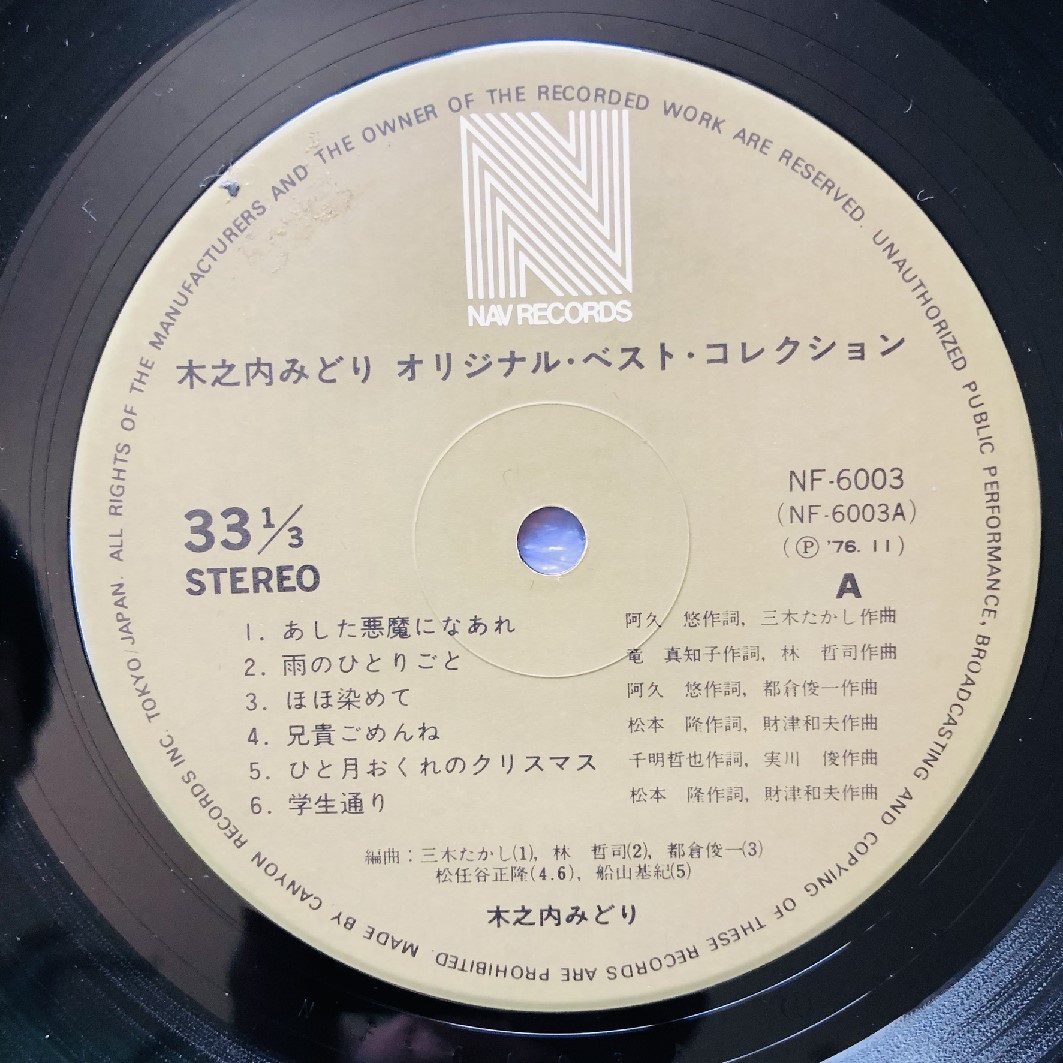 ALL RIGHTS OF THE MANUFACTURERS AND THE OWNER OF THE RECORDED WORK ARE RESERVED. UNAUTHORIZED PUBLIC PERFORMANCE, BROADCASTING AND COPYING OF THESE RECORDS ARE PROHIBITED. MADE BY CANYON RECORDS INC. TOKYO/JAPAN.
N
NAV RECORDS
木之内みどり オリジナル・ベスト・コレクション
NF-6003
(NF-6003A)
(Ⓟ '76. 11)
33 1/3
STEREO
A
1. あした悪魔になあれ 阿久 悠作詞, 三木たかし作曲
2. 雨のひとりごと 竜 真知子作詞, 林 哲司作曲
3. ほほ染めて 阿久 悠作詞, 都倉俊一作曲
4. 兄貴ごめんね 松本 隆作詞, 財津和夫作曲
5. ひと月おくれのクリスマス 千明哲也作詞, 実川 俊作曲
6. 学生通り 松本 隆作詞, 財津和夫作曲
編曲：三木たかし(1), 林 哲司(2), 都倉俊一(3)
松任谷正隆(4.6), 船山基紀(5)
木之内みどり